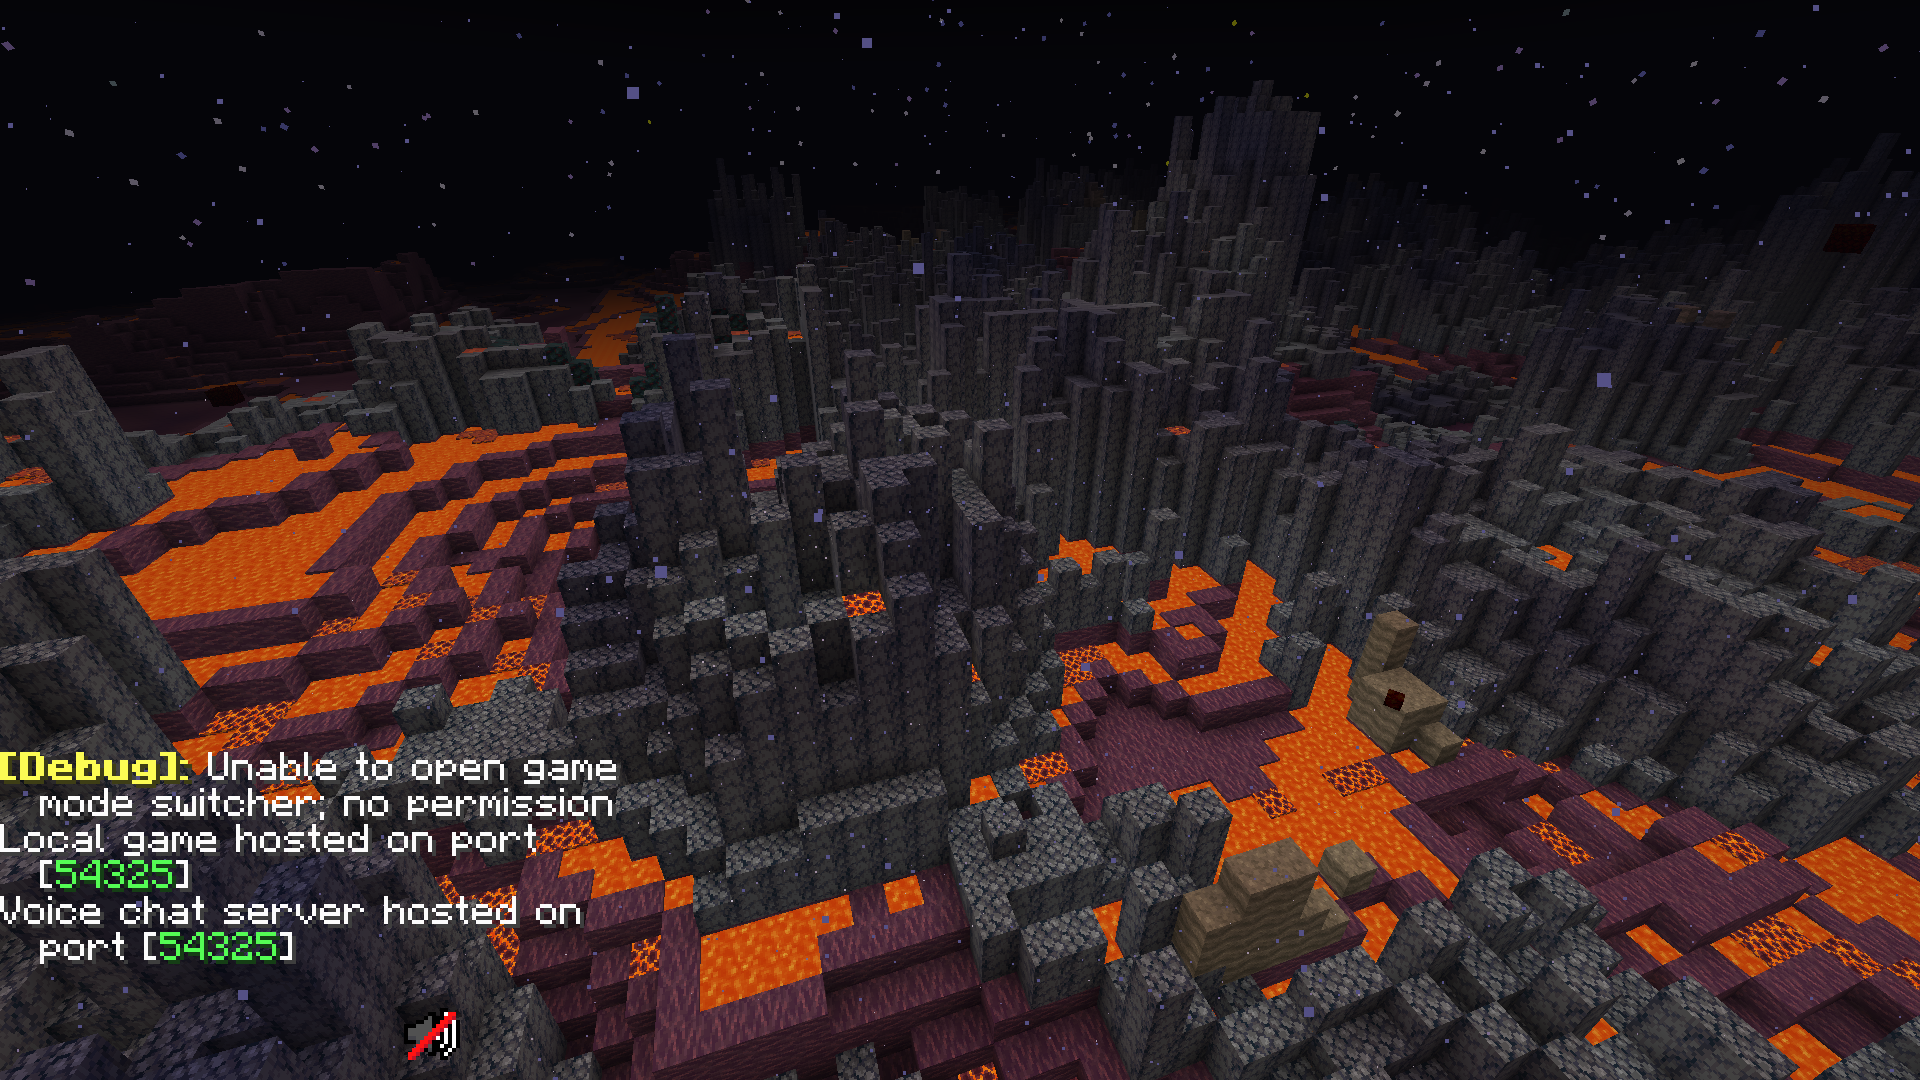 [Debug]: Unable to open game
mode switcher; no permission
Local game hosted on port
[54325]
Voice chat server hosted on
port [54325]